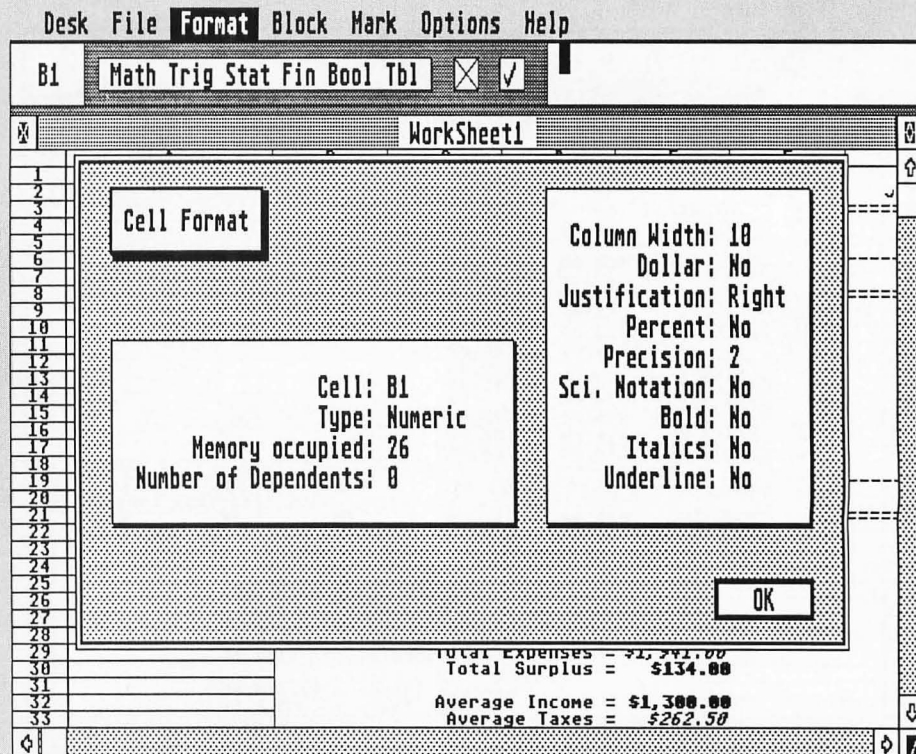 Desk File Format Block Mark Options Help
B1 Math Trig Stat Fin Bool Tbl
WorkSheet1
1
2
3
4
5
6
7
8
9
10
11
12
13
14
15
16
17
18
19
20
21
22
23
24
25
26
27
28
29
30
31
32
33
Cell Format
Cell: B1
Type: Numeric
Memory occupied: 26
Number of Dependents: 0
Column Width: 10
Dollar: No
Justification: Right
Percent: No
Precision: 2
Sci. Notation: No
Bold: No
Italics: No
Underline: No
OK
Total Expenses = $1,941.00
Total Surplus = $134.00
Average Income = $1,300.00
Average Taxes = $262.50